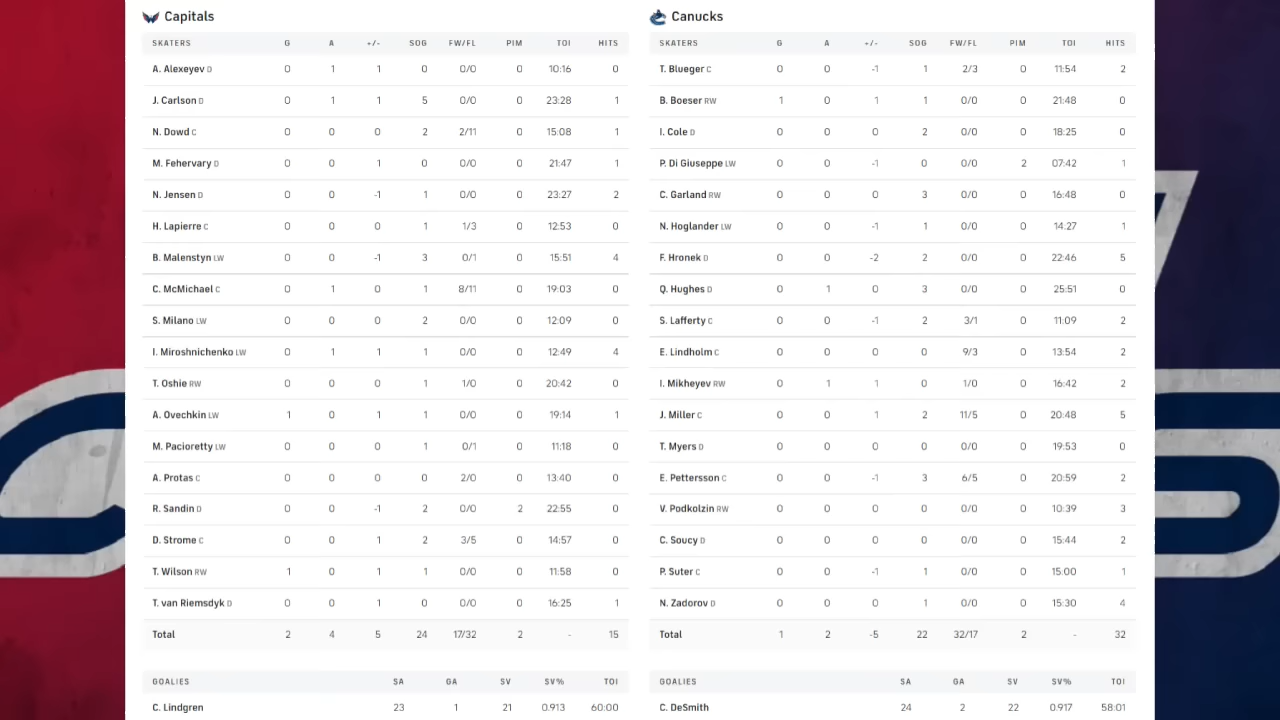 Capitals
SKATERS G A +/- SOG FW/FL PIM TOI HITS
A. Alexeyev D 0 1 1 0 0/0 0 10:16 0
J. Carlson D 0 1 1 5 0/0 0 23:28 1
N. Dowd C 0 0 0 2 2/11 0 15:08 1
M. Fehervary D 0 0 1 0 0/0 0 21:47 1
N. Jensen D 0 0 -1 1 0/0 0 23:27 2
H. Lapierre C 0 0 0 1 1/3 0 12:53 0
B. Malenstyn LW 0 0 -1 3 0/1 0 15:51 4
C. McMichael C 0 1 0 1 8/11 0 19:03 0
S. Milano LW 0 0 0 2 0/0 0 12:09 0
I. Miroshnichenko LW 0 1 1 1 0/0 0 12:49 4
T. Oshie RW 0 0 0 1 1/0 0 20:42 0
A. Ovechkin LW 1 0 1 1 0/0 0 19:14 1
M. Pacioretty LW 0 0 0 1 0/1 0 11:18 0
A. Protas C 0 0 0 0 2/0 0 13:40 0
R. Sandin D 0 0 -1 2 0/0 2 22:55 0
D. Strome C 0 0 1 2 3/5 0 14:57 0
T. Wilson RW 1 0 1 1 0/0 0 11:58 0
T. van Riemsdyk D 0 0 1 0 0/0 0 16:25 1
Total 2 4 5 24 17/32 2 - 15
GOALIES SA GA SV SV% TOI
C. Lindgren 23 1 21 0.913 60:00
Canucks
SKATERS G A +/- SOG FW/FL PIM TOI HITS
T. Blueger C 0 0 -1 1 2/3 0 11:54 2
B. Boeser RW 1 0 1 1 0/0 0 21:48 0
I. Cole D 0 0 0 2 0/0 0 18:25 0
P. Di Giuseppe LW 0 0 -1 0 0/0 2 07:42 1
C. Garland RW 0 0 0 3 0/0 0 16:48 0
N. Hoglander LW 0 0 -1 1 0/0 0 14:27 1
F. Hronek D 0 0 -2 2 0/0 0 22:46 5
Q. Hughes D 0 1 0 3 0/0 0 25:51 0
S. Lafferty C 0 0 -1 2 3/1 0 11:09 2
E. Lindholm C 0 0 0 0 9/3 0 13:54 2
I. Mikheyev RW 0 1 1 0 1/0 0 16:42 2
J. Miller C 0 0 1 2 11/5 0 20:48 5
T. Myers D 0 0 0 0 0/0 0 19:53 0
E. Pettersson C 0 0 -1 3 6/5 0 20:59 2
V. Podkolzin RW 0 0 0 0 0/0 0 10:39 3
C. Soucy D 0 0 0 0 0/0 0 15:44 2
P. Suter C 0 0 -1 1 0/0 0 15:00 1
N. Zadorov D 0 0 0 1 0/0 0 15:30 4
Total 1 2 -5 22 32/17 2 - 32
GOALIES SA GA SV SV% TOI
C. DeSmith 24 2 22 0.917 58:01